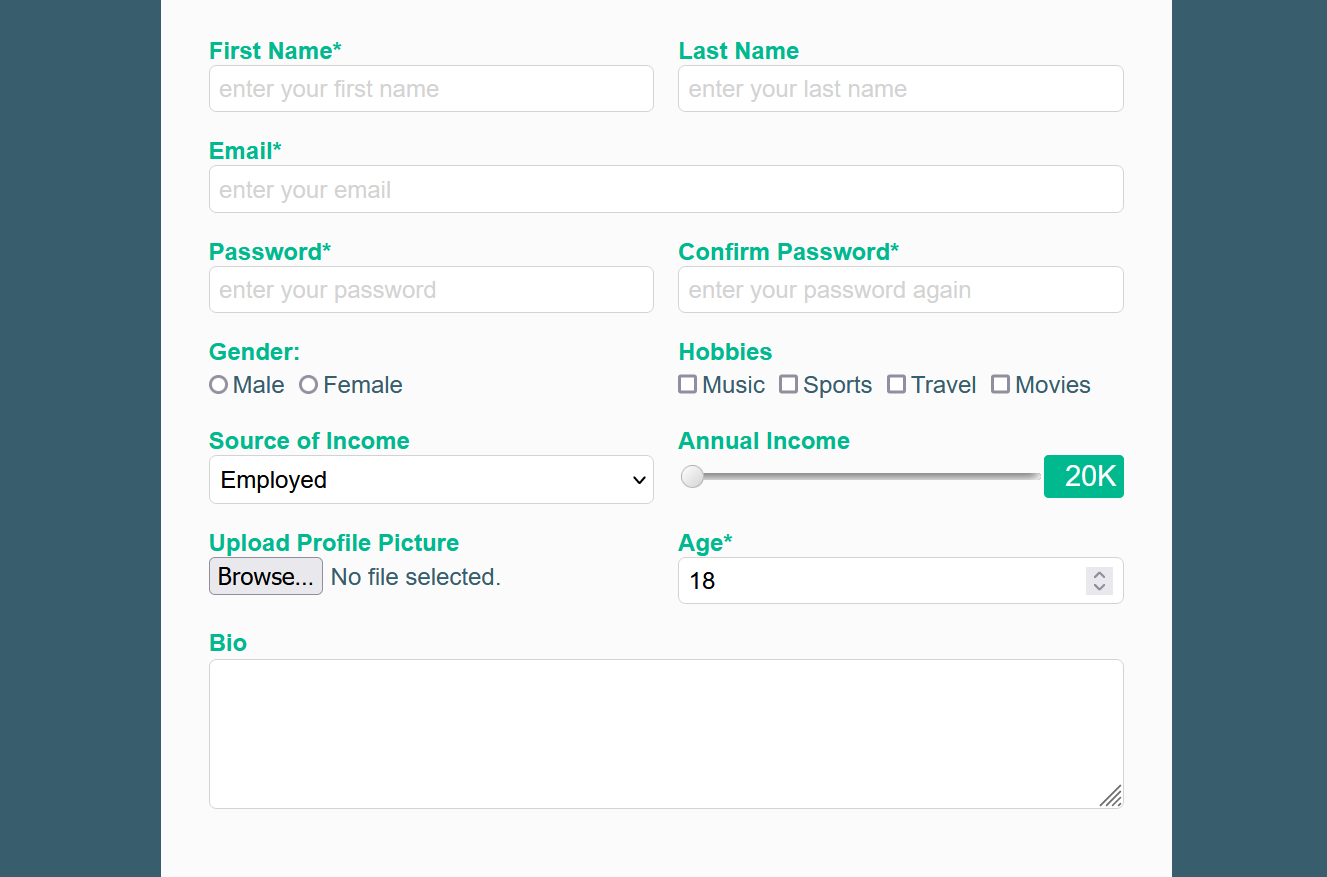 First Name* Last Name
enter your first name enter your last name
Email*
enter your email
Password* Confirm Password*
enter your password enter your password again
Gender: Hobbies
Male Female Music Sports Travel Movies
Source of Income Annual Income
Employed 20K
Upload Profile Picture Age*
Browse... No file selected. 18
Bio